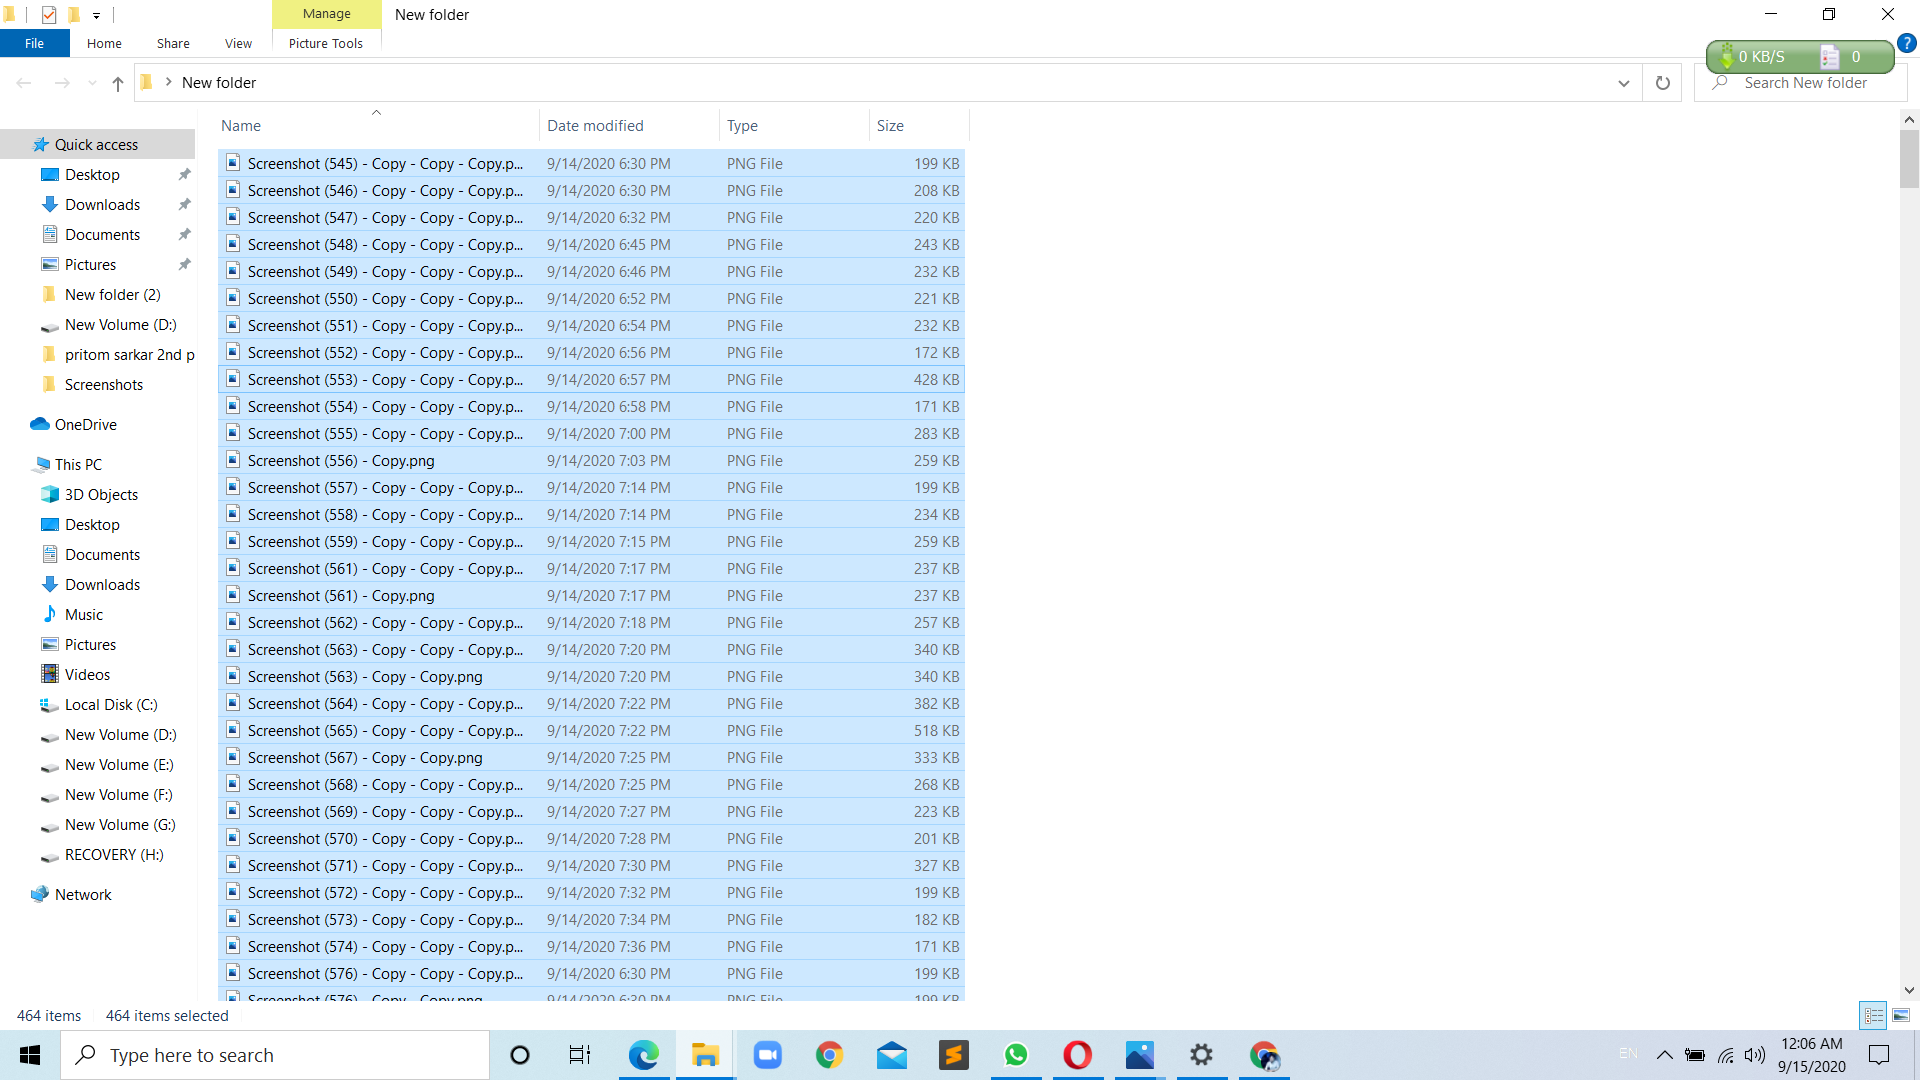 Manage
New folder
File
Home
Share
View
Picture Tools
0 KB/S
0
?
New folder
Search New folder
Name
Date modified
Type
Size
Quick access
Desktop
Downloads
Documents
Pictures
New folder (2)
New Volume (D:)
pritom sarkar 2nd p
Screenshots
OneDrive
This PC
3D Objects
Desktop
Documents
Downloads
Music
Pictures
Videos
Local Disk (C:)
New Volume (D:)
New Volume (E:)
New Volume (F:)
New Volume (G:)
RECOVERY (H:)
Network
Screenshot (545) - Copy - Copy - Copy.p... 9/14/2020 6:30 PM PNG File 199 KB
Screenshot (546) - Copy - Copy - Copy.p... 9/14/2020 6:30 PM PNG File 208 KB
Screenshot (547) - Copy - Copy - Copy.p... 9/14/2020 6:32 PM PNG File 220 KB
Screenshot (548) - Copy - Copy - Copy.p... 9/14/2020 6:45 PM PNG File 243 KB
Screenshot (549) - Copy - Copy - Copy.p... 9/14/2020 6:46 PM PNG File 232 KB
Screenshot (550) - Copy - Copy - Copy.p... 9/14/2020 6:52 PM PNG File 221 KB
Screenshot (551) - Copy - Copy - Copy.p... 9/14/2020 6:54 PM PNG File 232 KB
Screenshot (552) - Copy - Copy - Copy.p... 9/14/2020 6:56 PM PNG File 172 KB
Screenshot (553) - Copy - Copy - Copy.p... 9/14/2020 6:57 PM PNG File 428 KB
Screenshot (554) - Copy - Copy - Copy.p... 9/14/2020 6:58 PM PNG File 171 KB
Screenshot (555) - Copy - Copy - Copy.p... 9/14/2020 7:00 PM PNG File 283 KB
Screenshot (556) - Copy.png 9/14/2020 7:03 PM PNG File 259 KB
Screenshot (557) - Copy - Copy - Copy.p... 9/14/2020 7:14 PM PNG File 199 KB
Screenshot (558) - Copy - Copy - Copy.p... 9/14/2020 7:14 PM PNG File 234 KB
Screenshot (559) - Copy - Copy - Copy.p... 9/14/2020 7:15 PM PNG File 259 KB
Screenshot (561) - Copy - Copy - Copy.p... 9/14/2020 7:17 PM PNG File 237 KB
Screenshot (561) - Copy.png 9/14/2020 7:17 PM PNG File 237 KB
Screenshot (562) - Copy - Copy - Copy.p... 9/14/2020 7:18 PM PNG File 257 KB
Screenshot (563) - Copy - Copy - Copy.p... 9/14/2020 7:20 PM PNG File 340 KB
Screenshot (563) - Copy - Copy.png 9/14/2020 7:20 PM PNG File 340 KB
Screenshot (564) - Copy - Copy - Copy.p... 9/14/2020 7:22 PM PNG File 382 KB
Screenshot (565) - Copy - Copy - Copy.p... 9/14/2020 7:22 PM PNG File 518 KB
Screenshot (567) - Copy - Copy.png 9/14/2020 7:25 PM PNG File 333 KB
Screenshot (568) - Copy - Copy - Copy.p... 9/14/2020 7:25 PM PNG File 268 KB
Screenshot (569) - Copy - Copy - Copy.p... 9/14/2020 7:27 PM PNG File 223 KB
Screenshot (570) - Copy - Copy - Copy.p... 9/14/2020 7:28 PM PNG File 201 KB
Screenshot (571) - Copy - Copy - Copy.p... 9/14/2020 7:30 PM PNG File 327 KB
Screenshot (572) - Copy - Copy - Copy.p... 9/14/2020 7:32 PM PNG File 199 KB
Screenshot (573) - Copy - Copy - Copy.p... 9/14/2020 7:34 PM PNG File 182 KB
Screenshot (574) - Copy - Copy - Copy.p... 9/14/2020 7:36 PM PNG File 171 KB
Screenshot (576) - Copy - Copy - Copy.p... 9/14/2020 6:30 PM PNG File 199 KB
Screenshot (576) - Copy - Copy.png 9/14/2020 6:30 PM PNG File 199 KB
464 items
464 items selected
Type here to search
EN
12:06 AM
9/15/2020